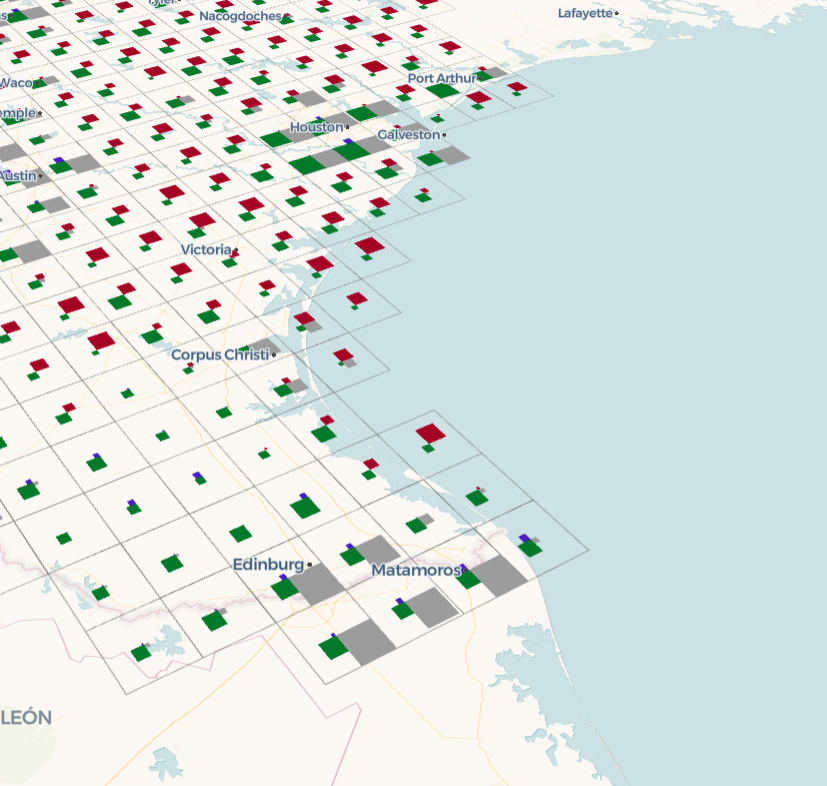 Nacogdoches
Lafayette
Waco
Port Arthur
emple
Houston
Galveston
Austin
Victoria
Corpus Christi
Edinburg
Matamoros
LEÓN